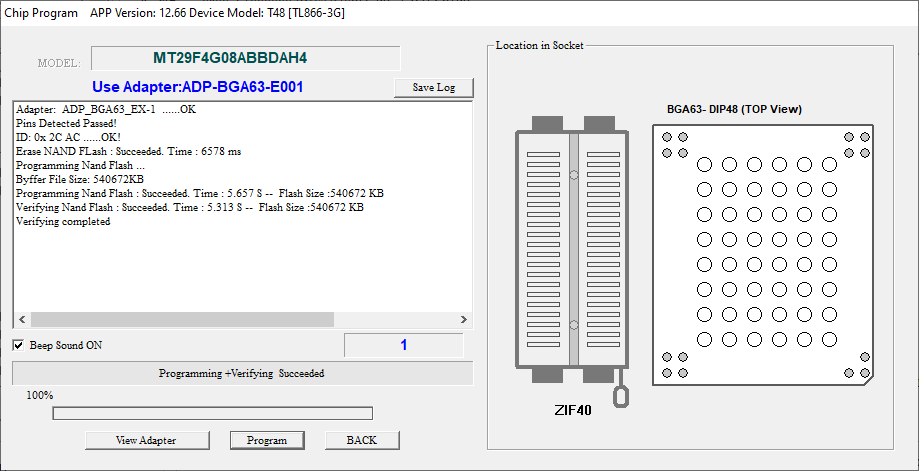 Chip Program    APP Version: 12.66 Device Model: T48 [TL866-3G]
MODEL:
MT29F4G08ABBDAH4
Use Adapter:ADP-BGA63-E001
Save Log
Adapter:  ADP_BGA63_EX-1  ......OK
Pins Detected Passed!
ID: 0x 2C AC ......OK!
Erase NAND FLash : Succeeded. Time : 6578 ms
Programming Nand Flash ...
Byffer File Size: 540672KB
Programming Nand Flash : Succeeded. Time : 5.657 S --  Flash Size :540672 KB
Verifying Nand Flash : Succeeded. Time : 5.313 S --  Flash Size :540672 KB
Verifying completed
Beep Sound ON
1
Programming +Verifying  Succeeded
100%
View Adapter
Program
BACK
Location in Socket
BGA63- DIP48 (TOP View)
ZIF40